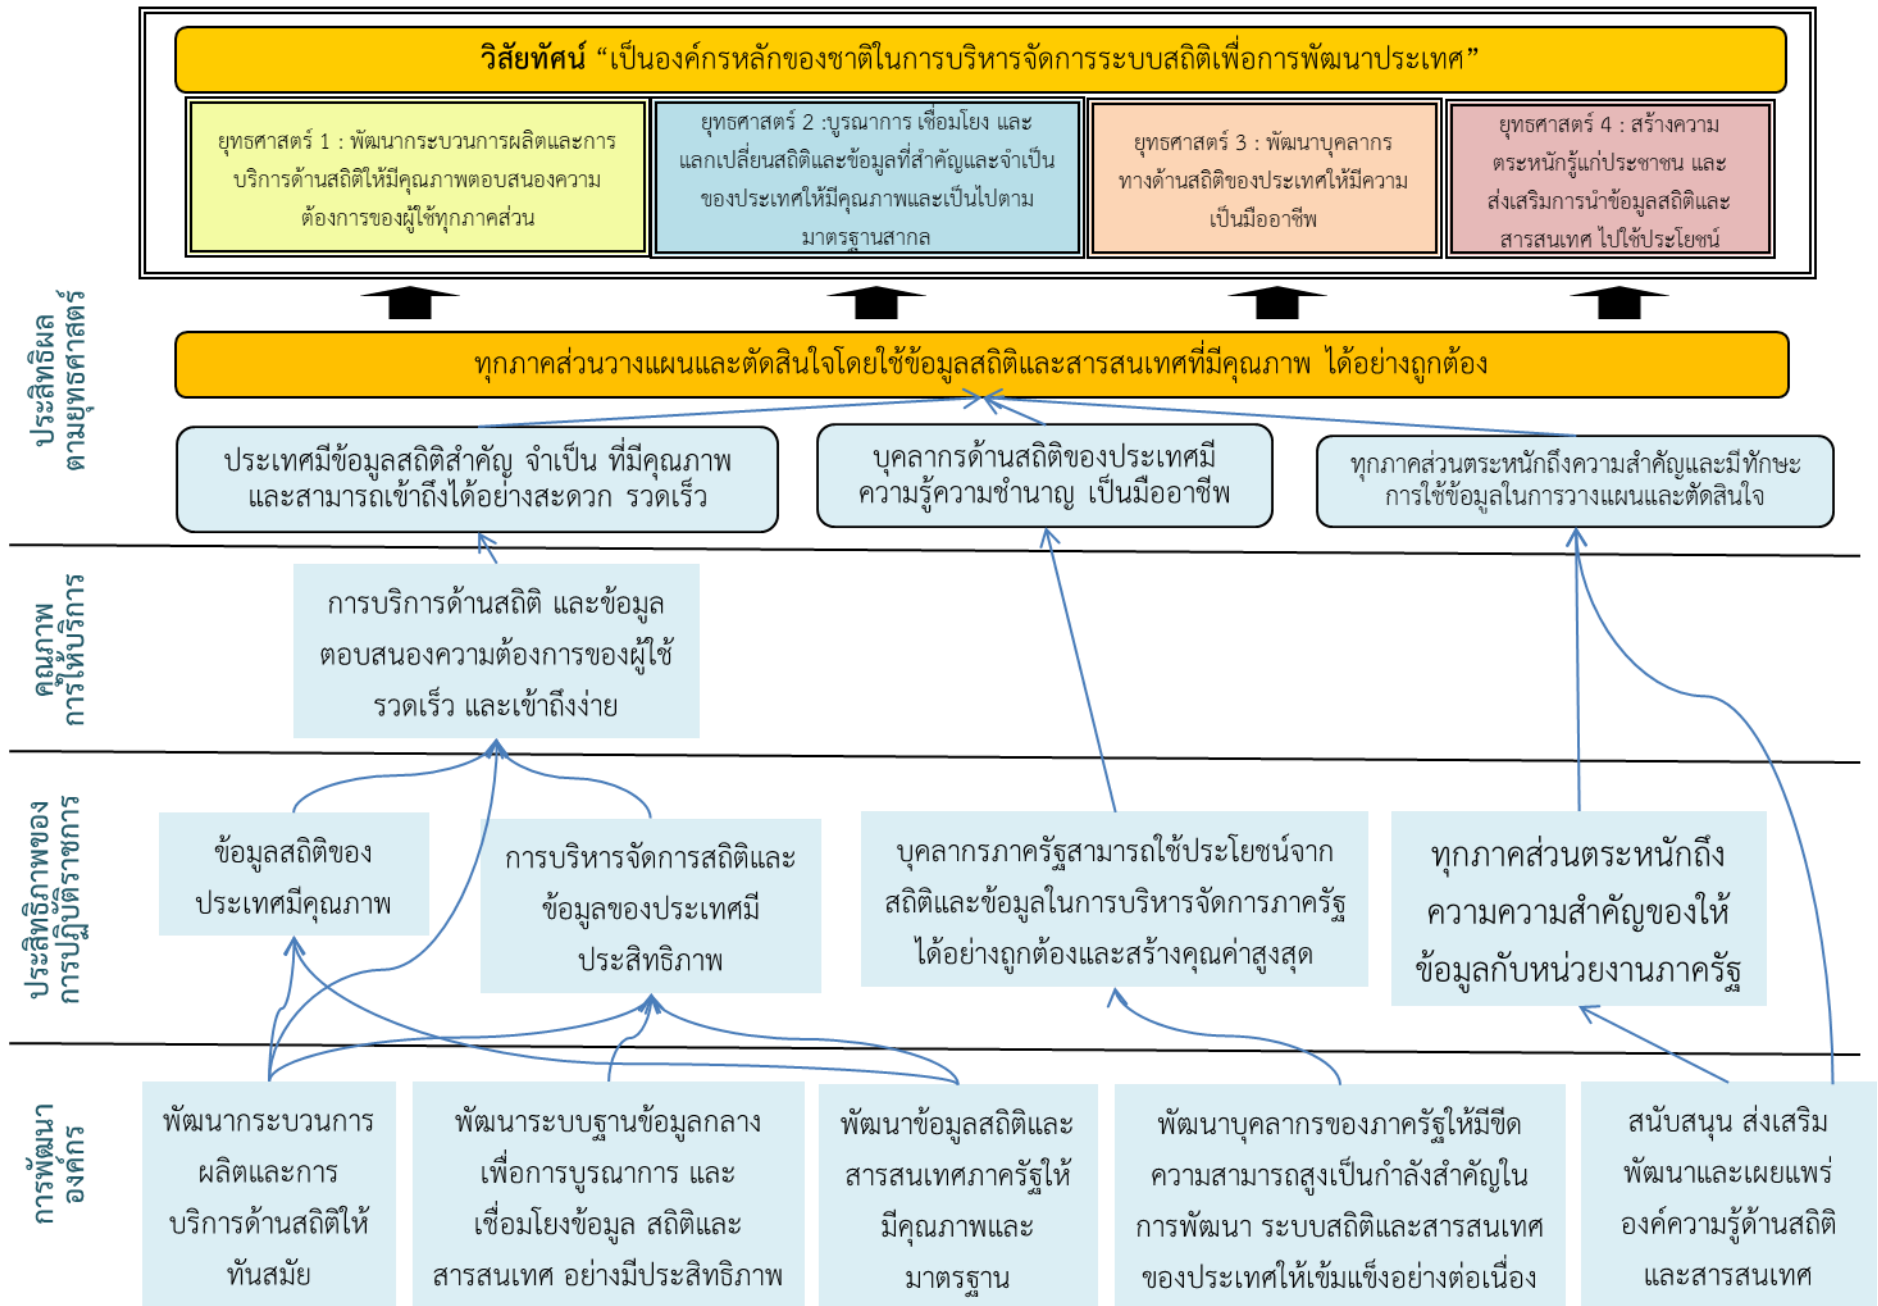 วิสัยทัศน์ “เป็นองค์กรหลักของชาติในการบริหารจัดการระบบสถิติเพื่อการพัฒนาประเทศ”
ยุทธศาสตร์ 1 : พัฒนากระบวนการผลิตและการ
บริการด้านสถิติให้มีคุณภาพตอบสนองความ
ต้องการของผู้ใช้ทุกภาคส่วน
ยุทธศาสตร์ 2 :บูรณาการ เชื่อมโยง และ
แลกเปลี่ยนสถิติและข้อมูลที่สำคัญและจำเป็น
ของประเทศให้มีคุณภาพและเป็นไปตาม
มาตรฐานสากล
ยุทธศาสตร์ 3 : พัฒนาบุคลากร
ทางด้านสถิติของประเทศให้มีความ
เป็นมืออาชีพ
ยุทธศาสตร์ 4 : สร้างความ
ตระหนักรู้แก่ประชาชน และ
ส่งเสริมการนำข้อมูลสถิติและ
สารสนเทศ ไปใช้ประโยชน์
ประสิทธิผล
ตามยุทธศาสตร์
ทุกภาคส่วนวางแผนและตัดสินใจโดยใช้ข้อมูลสถิติและสารสนเทศที่มีคุณภาพ ได้อย่างถูกต้อง
ประเทศมีข้อมูลสถิติสำคัญ จำเป็น ที่มีคุณภาพ
และสามารถเข้าถึงได้อย่างสะดวก รวดเร็ว
บุคลากรด้านสถิติของประเทศมี
ความรู้ความชำนาญ เป็นมืออาชีพ
ทุกภาคส่วนตระหนักถึงความสำคัญและมีทักษะ
การใช้ข้อมูลในการวางแผนและตัดสินใจ
คุณภาพ
การให้บริการ
การบริการด้านสถิติ และข้อมูล
ตอบสนองความต้องการของผู้ใช้
รวดเร็ว และเข้าถึงง่าย
ประสิทธิภาพของ
การปฏิบัติราชการ
ข้อมูลสถิติของ
ประเทศมีคุณภาพ
การบริหารจัดการสถิติและ
ข้อมูลของประเทศมี
ประสิทธิภาพ
บุคลากรภาครัฐสามารถใช้ประโยชน์จาก
สถิติและข้อมูลในการบริหารจัดการภาครัฐ
ได้อย่างถูกต้องและสร้างคุณค่าสูงสุด
ทุกภาคส่วนตระหนักถึง
ความความสำคัญของให้
ข้อมูลกับหน่วยงานภาครัฐ
การพัฒนา
องค์กร
พัฒนากระบวนการ
ผลิตและการ
บริการด้านสถิติให้
ทันสมัย
พัฒนาระบบฐานข้อมูลกลาง
เพื่อการบูรณาการ และ
เชื่อมโยงข้อมูล สถิติและ
สารสนเทศ อย่างมีประสิทธิภาพ
พัฒนาข้อมูลสถิติและ
สารสนเทศภาครัฐให้
มีคุณภาพและ
มาตรฐาน
พัฒนาบุคลากรของภาครัฐให้มีขีด
ความสามารถสูงเป็นกำลังสำคัญใน
การพัฒนา ระบบสถิติและสารสนเทศ
ของประเทศให้เข้มแข็งอย่างต่อเนื่อง
สนับสนุน ส่งเสริม
พัฒนาและเผยแพร่
องค์ความรู้ด้านสถิติ
และสารสนเทศ